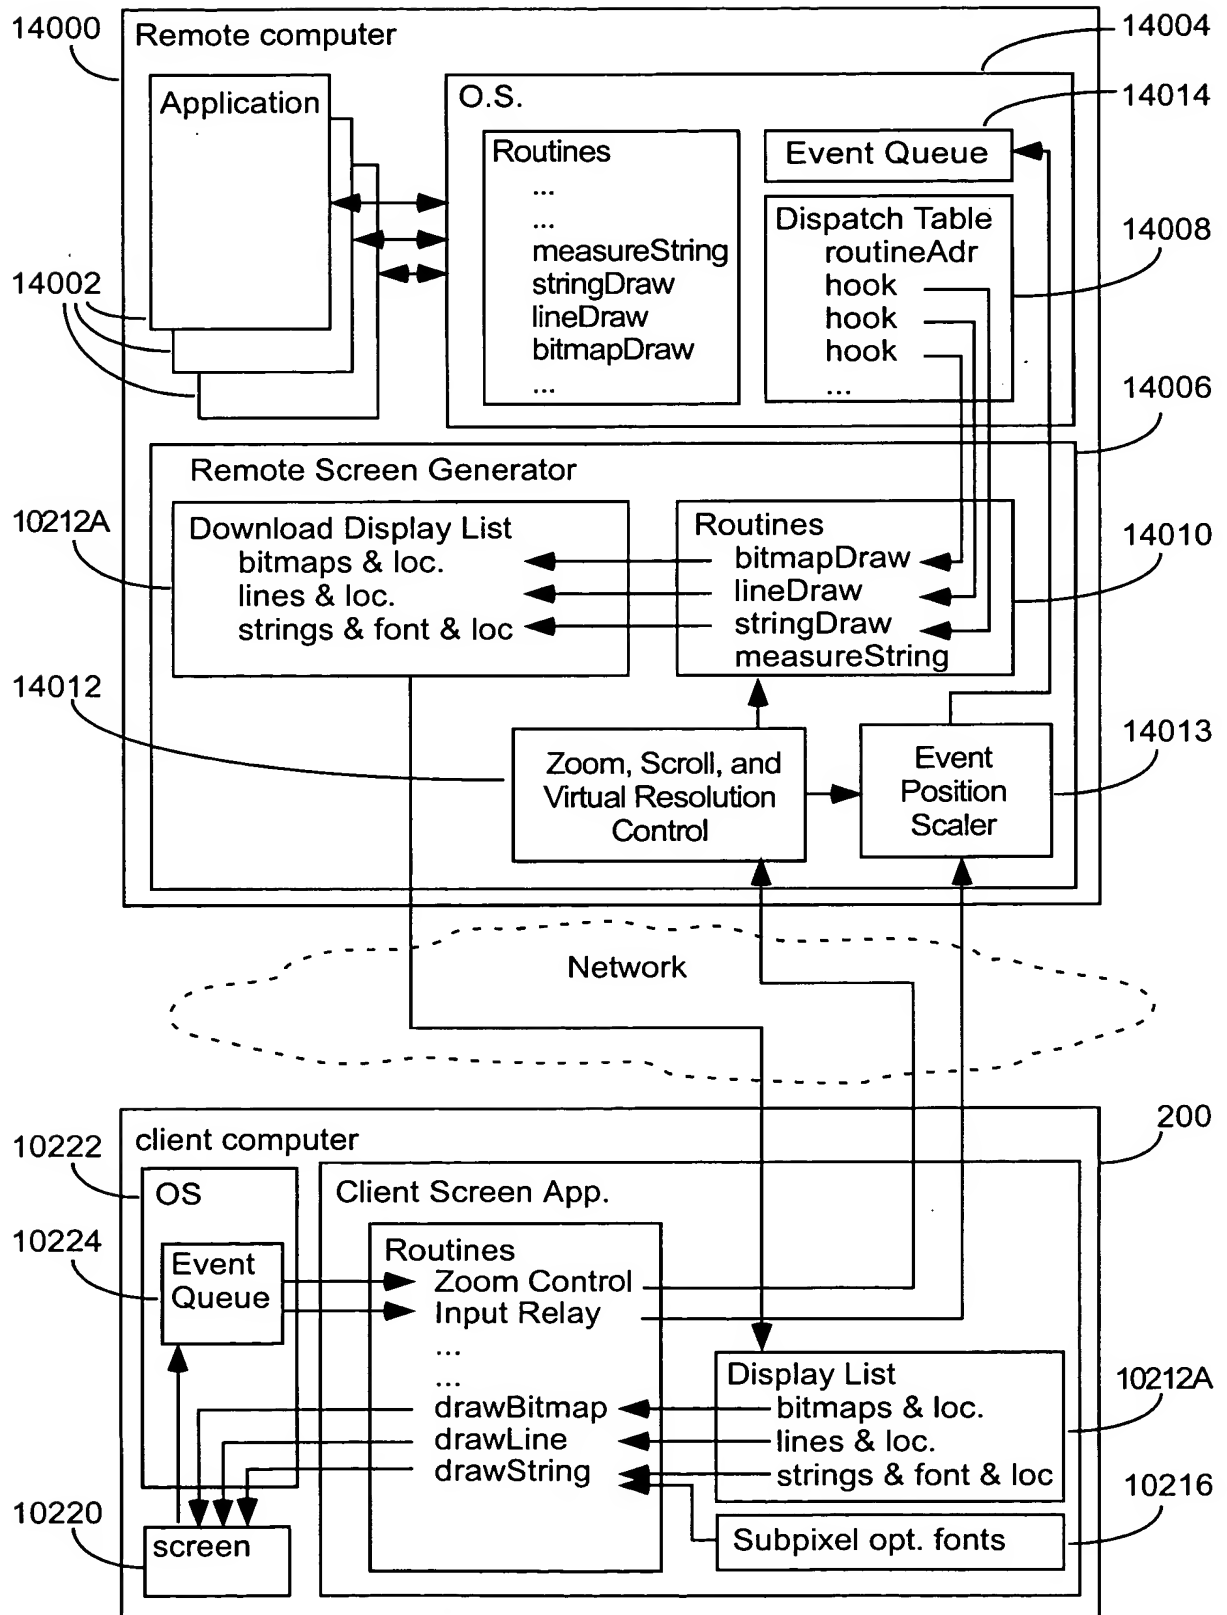 14000
Remote computer
14004
Application
O.S.
14014
Routines
...
...
measureString
stringDraw
lineDraw
bitmapDraw
...
Event Queue
Dispatch Table
routineAdr
hook
hook
hook
...
14008
14002
14006
Remote Screen Generator
10212A
Download Display List
bitmaps & loc.
lines & loc.
strings & font & loc
Routines
bitmapDraw
lineDraw
stringDraw
measureString
14010
14012
Zoom, Scroll, and
Virtual Resolution
Control
Event
Position
Scaler
14013
Network
200
client computer
10222
OS
Client Screen App.
10224
Event
Queue
Routines
Zoom Control
Input Relay
...
...
drawBitmap
drawLine
drawString
Display List
bitmaps & loc.
lines & loc.
strings & font & loc
10212A
10216
10220
screen
Subpixel opt. fonts